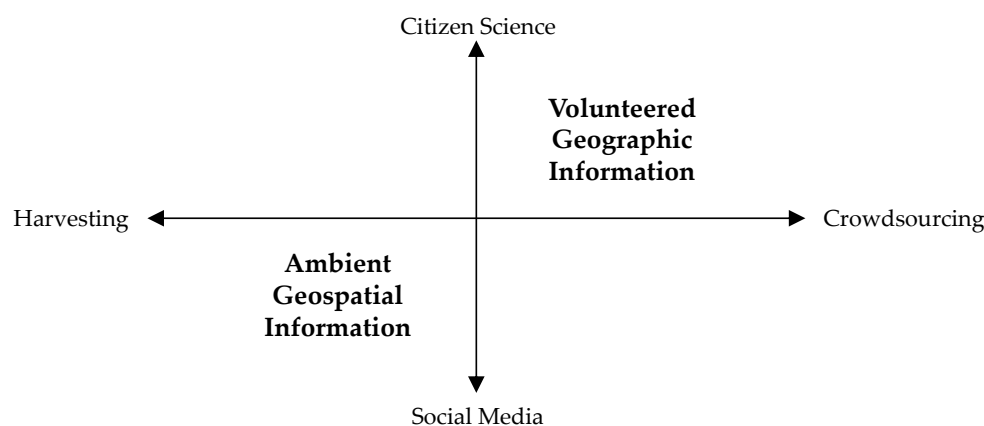 Citizen Science
Volunteered
Geographic
Information
Harvesting
Crowdsourcing
Ambient
Geospatial
Information
Social Media